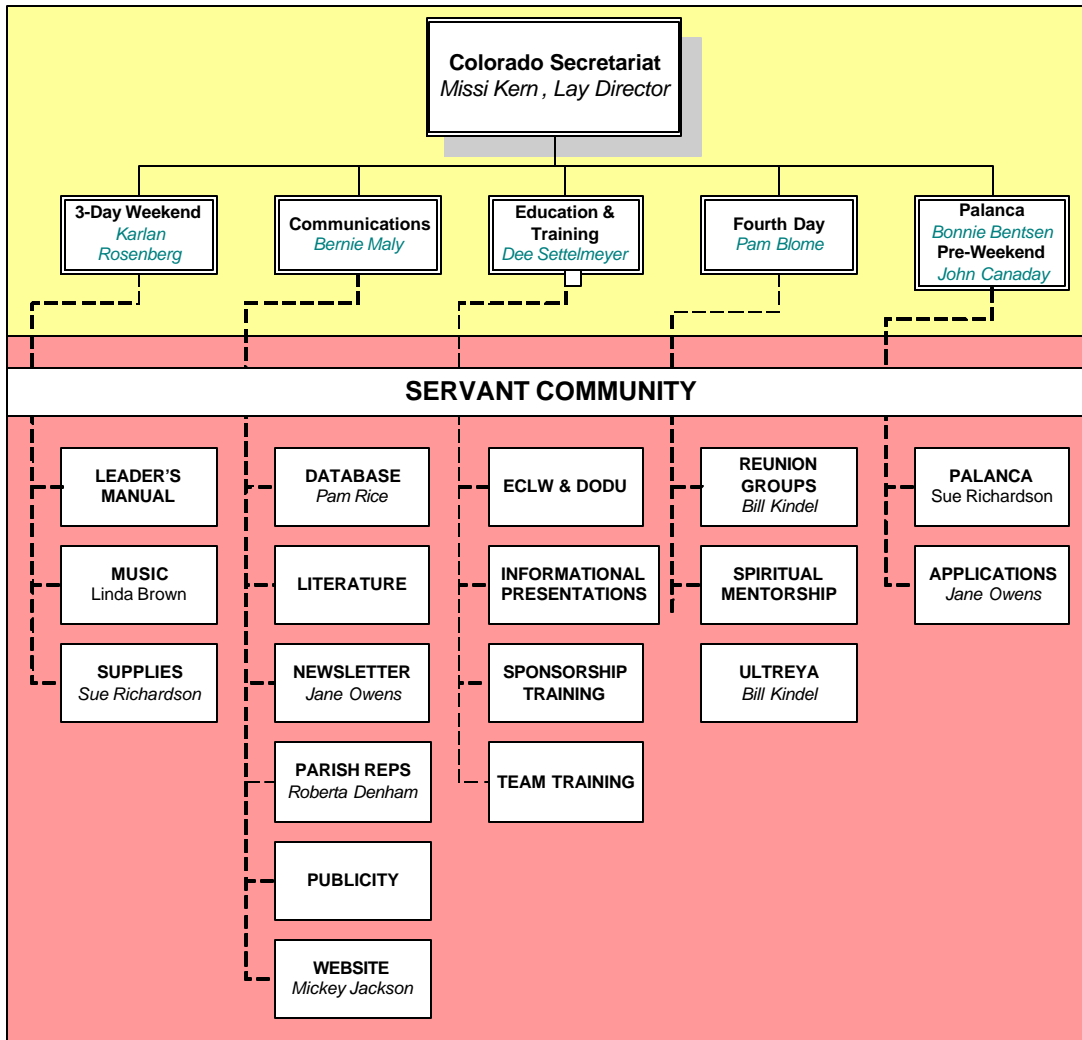 Colorado Secretariat
Missi Kern , Lay Director
3-Day Weekend
Karlan
Rosenberg
Communications
Bernie Maly
Education &
Training
Dee Settelmeyer
Fourth Day
Pam Blome
Palanca
Bonnie Bentsen
Pre-Weekend
John Canaday
SERVANT COMMUNITY
LEADER'S
MANUAL
MUSIC
Linda Brown
SUPPLIES
Sue Richardson
DATABASE
Pam Rice
LITERATURE
NEWSLETTER
Jane Owens
PARISH REPS
Roberta Denham
PUBLICITY
WEBSITE
Mickey Jackson
ECLW & DODU
INFORMATIONAL
PRESENTATIONS
SPONSORSHIP
TRAINING
TEAM TRAINING
REUNION
GROUPS
Bill Kindel
SPIRITUAL
MENTORSHIP
ULTREYA
Bill Kindel
PALANCA
Sue Richardson
APPLICATIONS
Jane Owens